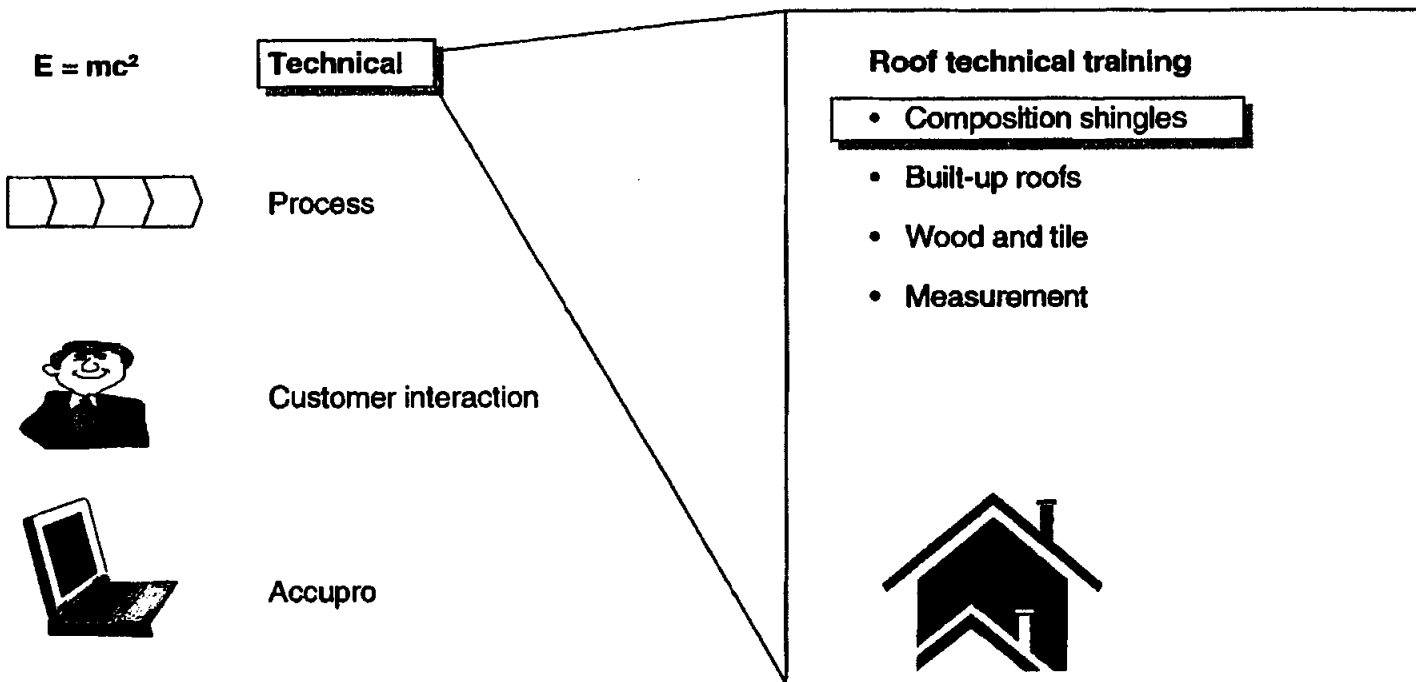 E = mc²
Technical
Process
Customer interaction
Accupro
Roof technical training
• Composition shingles
• Built-up roofs
• Wood and tile
• Measurement